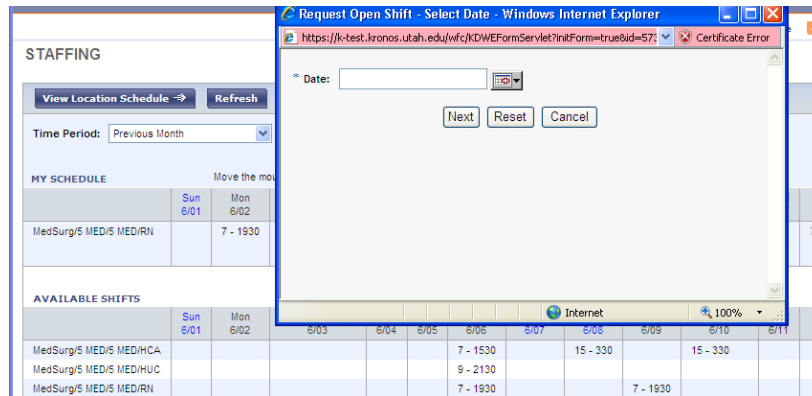 Request Open Shift - Select Date - Windows Internet Explorer
https://k-test.kronos.utah.edu/wfc/KDWEFormServlet?initForm=true&id=573
Certificate Error
STAFFING
* Date:
View Location Schedule
Refresh
Next
Reset
Cancel
Time Period:
Previous Month
MY SCHEDULE
Move the mou
Sun Mon
6/01 6/02
MedSurg/5 MED/5 MED/RN 7 - 1930
Internet
100%
AVAILABLE SHIFTS
Sun Mon
6/01 6/02 6/03 6/04 6/05 6/06 6/07 6/08 6/09 6/10 6/11
MedSurg/5 MED/5 MED/HCA 7 - 1530 15 - 330 15 - 330
MedSurg/5 MED/5 MED/HUC 9 - 2130
MedSurg/5 MED/5 MED/RN 7 - 1930 7 - 1930